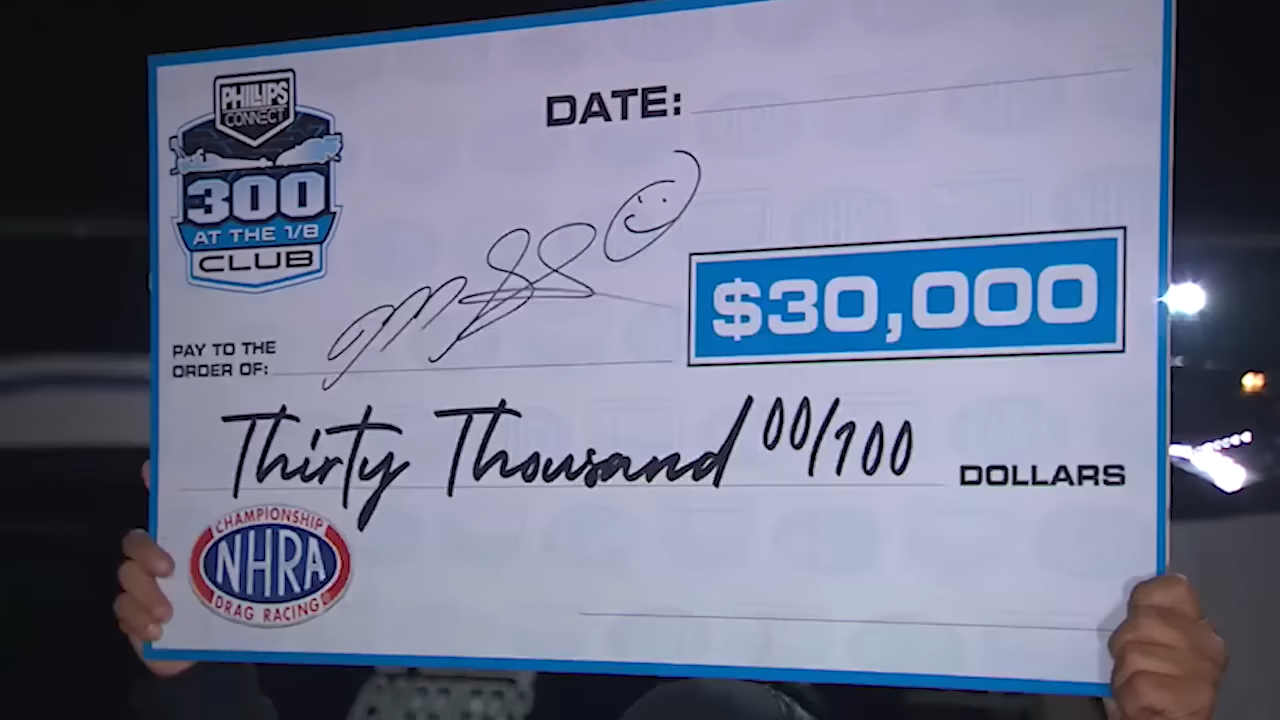 PHILLIPS
CONNECT
300
AT THE 1/8
CLUB
DATE:
$30,000
PAY TO THE
ORDER OF:
Thirty Thousand 00/100 DOLLARS
CHAMPIONSHIP
NHRA
DRAG RACING